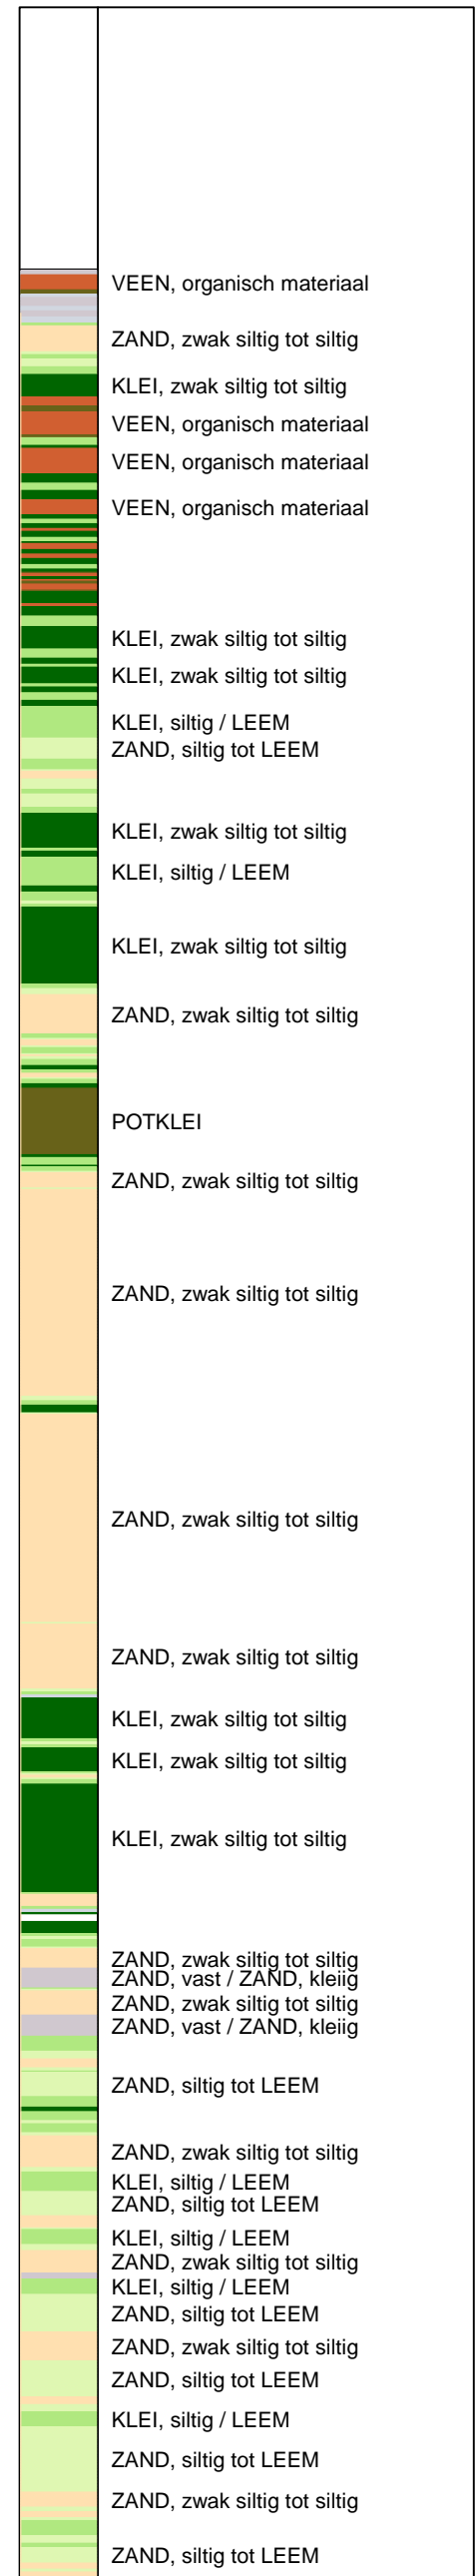 VEEN, organisch materiaal
ZAND, zwak siltig tot siltig
KLEI, zwak siltig tot siltig
VEEN, organisch materiaal
VEEN, organisch materiaal
VEEN, organisch materiaal
KLEI, zwak siltig tot siltig
KLEI, zwak siltig tot siltig
KLEI, siltig / LEEM
ZAND, siltig tot LEEM
KLEI, zwak siltig tot siltig
KLEI, siltig / LEEM
KLEI, zwak siltig tot siltig
ZAND, zwak siltig tot siltig
POTKLEI
ZAND, zwak siltig tot siltig
ZAND, zwak siltig tot siltig
ZAND, zwak siltig tot siltig
ZAND, zwak siltig tot siltig
KLEI, zwak siltig tot siltig
KLEI, zwak siltig tot siltig
KLEI, zwak siltig tot siltig
ZAND, zwak siltig tot siltig
ZAND, vast / ZAND, kleiig
ZAND, zwak siltig tot siltig
ZAND, vast / ZAND, kleiig
ZAND, siltig tot LEEM
ZAND, zwak siltig tot siltig
KLEI, siltig / LEEM
ZAND, siltig tot LEEM
KLEI, siltig / LEEM
ZAND, zwak siltig tot siltig
KLEI, siltig / LEEM
ZAND, siltig tot LEEM
ZAND, zwak siltig tot siltig
ZAND, siltig tot LEEM
KLEI, siltig / LEEM
ZAND, siltig tot LEEM
ZAND, zwak siltig tot siltig
ZAND, siltig tot LEEM